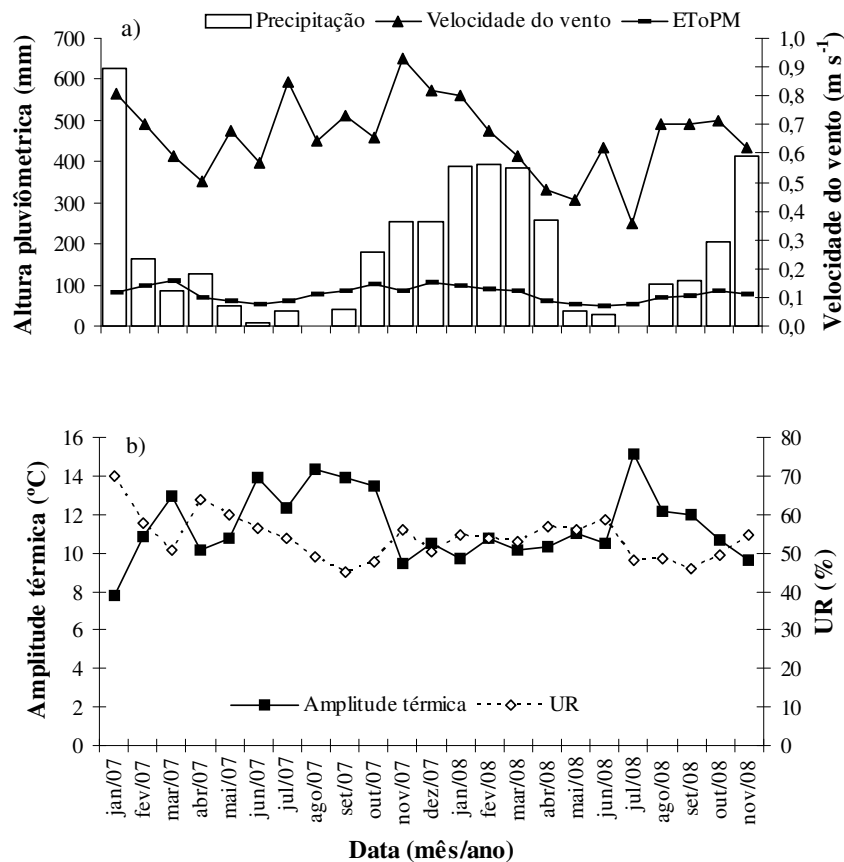 a)
Precipitação Velocidade do vento EToPM
Altura pluviômetrica (mm)
700
600
500
400
300
200
100
0
1,0
0,9
0,8
0,7
0,6
0,5
0,4
0,3
0,2
0,1
0,0
Velocidade do vento (m s-1)
b)
Amplitude térmica (ºC)
16
14
12
10
8
6
4
2
0
80
70
60
50
40
30
20
10
0
UR (%)
Amplitude térmica UR
jan/07
fev/07
mar/07
abr/07
mai/07
jun/07
jul/07
ago/07
set/07
out/07
nov/07
dez/07
jan/08
fev/08
mar/08
abr/08
mai/08
jun/08
jul/08
ago/08
set/08
out/08
nov/08
Data (mês/ano)